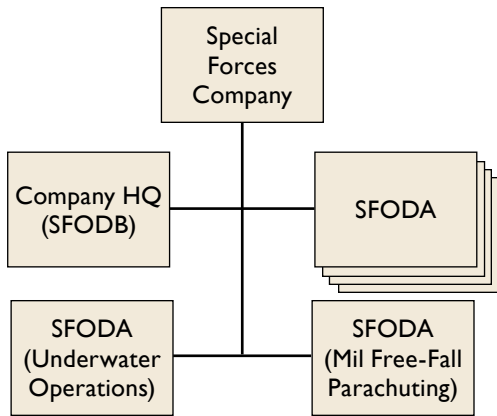 Special
Forces
Company
Company HQ
(SFODB)
SFODA
SFODA
(Underwater
Operations)
SFODA
(Mil Free-Fall
Parachuting)